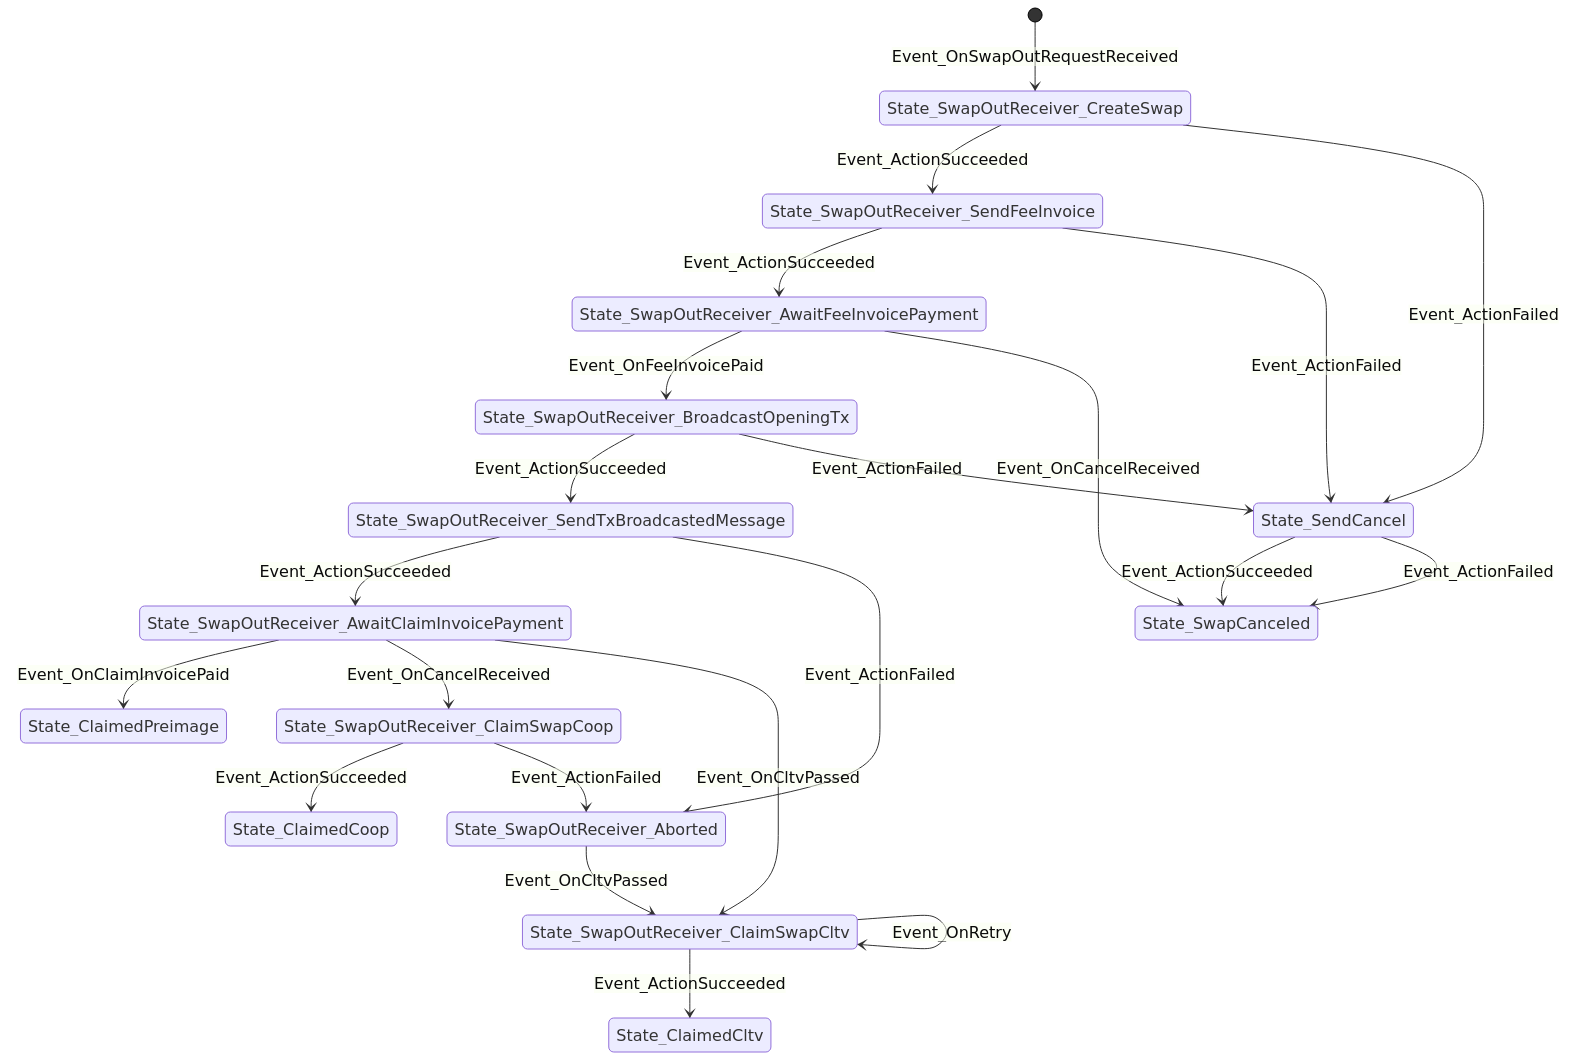 Event_OnSwapOutRequestReceived
State_SwapOutReceiver_CreateSwap
Event_ActionSucceeded
State_SwapOutReceiver_SendFeeInvoice
Event_ActionSucceeded
State_SwapOutReceiver_AwaitFeeInvoicePayment
Event_ActionFailed
Event_OnFeeInvoicePaid
Event_ActionFailed
State_SwapOutReceiver_BroadcastOpeningTx
Event_ActionSucceeded
Event_ActionFailed
Event_OnCancelReceived
State_SwapOutReceiver_SendTxBroadcastedMessage
State_SendCancel
Event_ActionSucceeded
Event_ActionSucceeded
Event_ActionFailed
State_SwapOutReceiver_AwaitClaimInvoicePayment
State_SwapCanceled
Event_OnClaimInvoicePaid
Event_OnCancelReceived
Event_ActionFailed
State_ClaimedPreimage
State_SwapOutReceiver_ClaimSwapCoop
Event_ActionSucceeded
Event_ActionFailed
Event_OnCltvPassed
State_ClaimedCoop
State_SwapOutReceiver_Aborted
Event_OnCltvPassed
State_SwapOutReceiver_ClaimSwapCltv
Event_OnRetry
Event_ActionSucceeded
State_ClaimedCltv